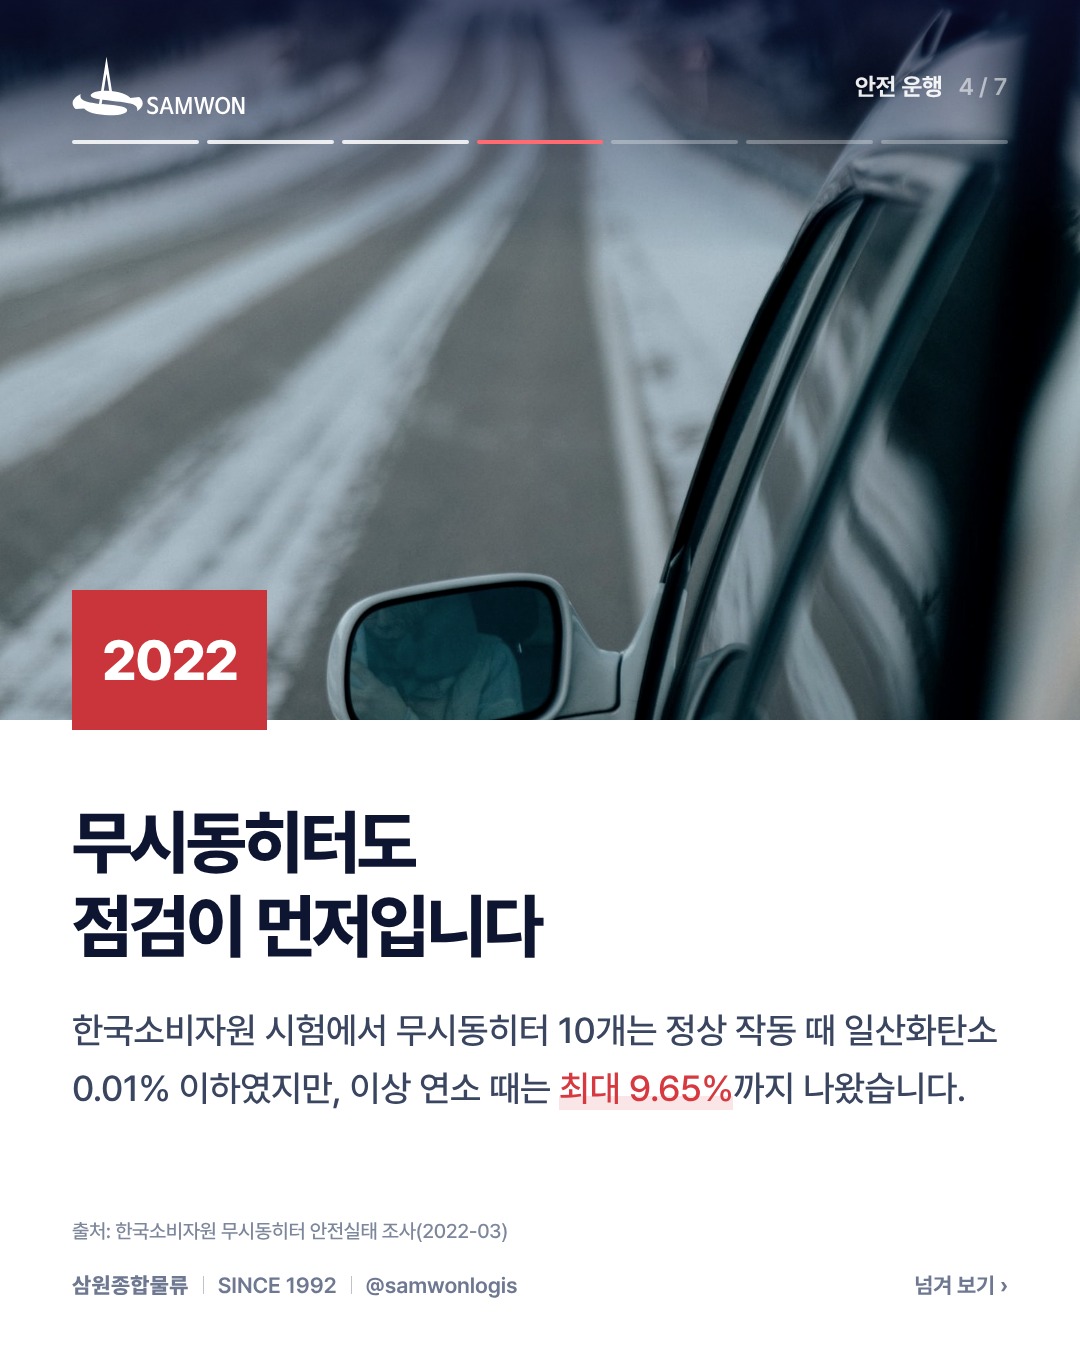 SAMWON
안전 운행 4 / 7
2022
무시동히터도
점검이 먼저입니다
한국소비자원 시험에서 무시동히터 10개는 정상 작동 때 일산화탄소
0.01% 이하였지만, 이상 연소 때는 최대 9.65%까지 나왔습니다.
출처: 한국소비자원 무시동히터 안전실태 조사(2022-03)
삼원종합물류 | SINCE 1992 | @samwonlogis
넘겨 보기 ›